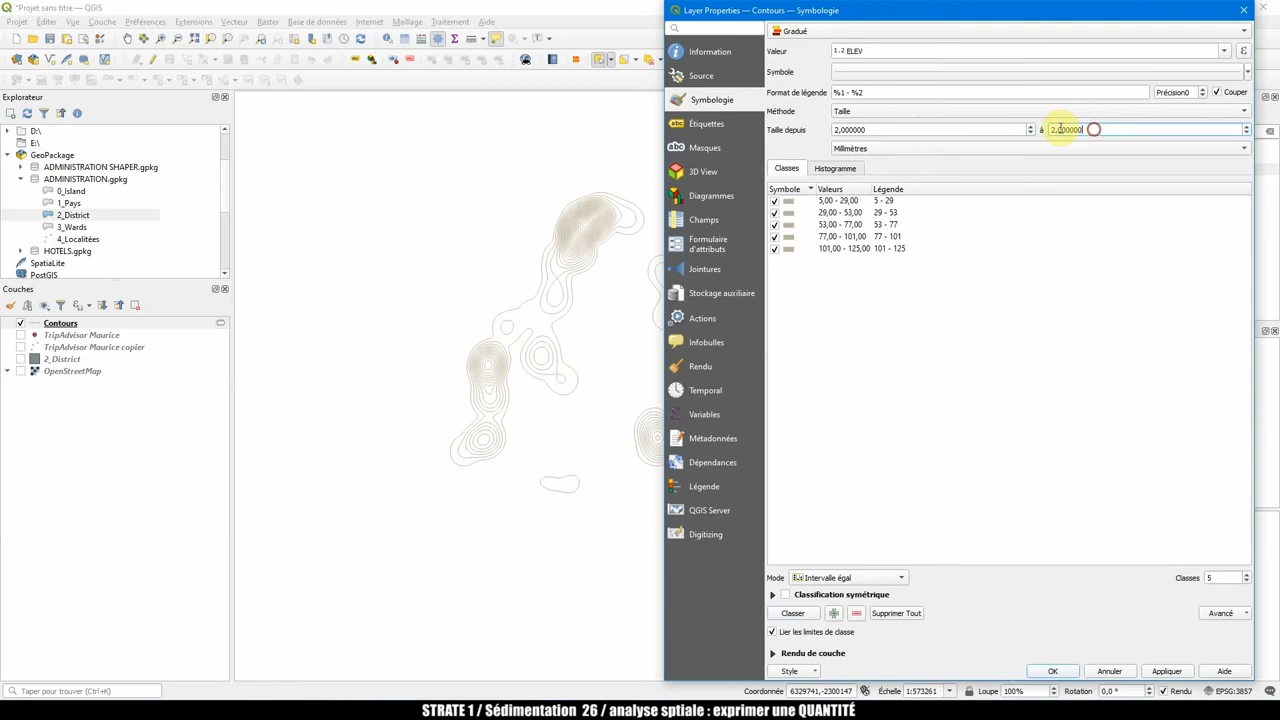 *Projet sans titre — QGIS
Projet Éditer Vue Couche Préférences Extensions Vecteur Raster Base de données Internet Maillage Traitement Aide
Explorateur
D:\
E:\
GeoPackage
ADMINISTRATION SHAPER.gpkg
ADMINISTRATION.gpkg
0_Island
1_Pays
2_District
3_Wards
4_Localitées
HOTELS.gpkg
SpatiaLite
PostGIS
Couches
Contours
TripAdvisor Maurice
TripAdvisor Maurice copier
2_District
OpenStreetMap
Layer Properties — Contours — Symbologie
Information
Source
Symbologie
Étiquettes
Masques
3D View
Diagrammes
Champs
Formulaire
d'attributs
Jointures
Stockage auxiliaire
Actions
Infobulles
Rendu
Temporal
Variables
Métadonnées
Dépendances
Légende
QGIS Server
Digitizing
Gradué
Valeur 1.2 ELEV
Symbole
Format de légende %1 - %2 Précision0 Couper
Méthode Taille
Taille depuis 2,000000 à 2,000000
Millimètres
Classes Histogramme
Symbole Valeurs Légende
5,00 - 29,00 5 - 29
29,00 - 53,00 29 - 53
53,00 - 77,00 53 - 77
77,00 - 101,00 77 - 101
101,00 - 125,00 101 - 125
Mode Intervalle égal Classes 5
Classification symétrique
Classer Supprimer Tout Avancé
Lier les limites de classe
Rendu de couche
Style OK Annuler Appliquer Aide
Taper pour trouver (Ctrl+K) Coordonnée 6329741,-2300147 Échelle 1:573261 Loupe 100% Rotation 0,0 ° Rendu EPSG:3857
STRATE 1 / Sédimentation 26 / analyse sptiale : exprimer une QUANTITÉ